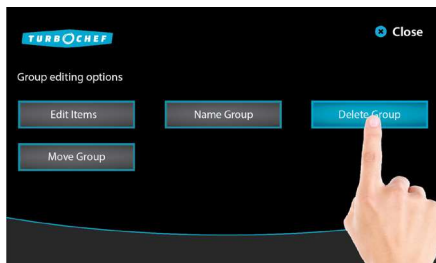 TURBOCHEF
Close
Group editing options
Edit Items
Name Group
Delete Group
Move Group